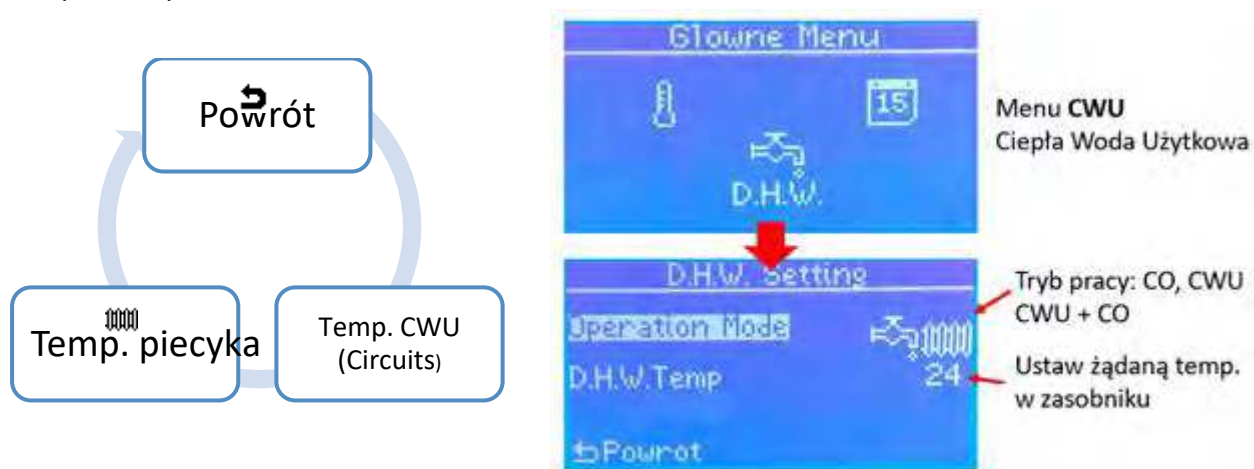 Powrót
Temp. piecyka
Temp. CWU
(Circuits)
Glowne Menu
15
D.H.W.
Menu CWU
Ciepła Woda Użytkowa
D.H.W. Setting
Operation Mode
D.H.W.Temp 24
Powrot
Tryb pracy: CO, CWU
CWU + CO
Ustaw żądaną temp.
w zasobniku